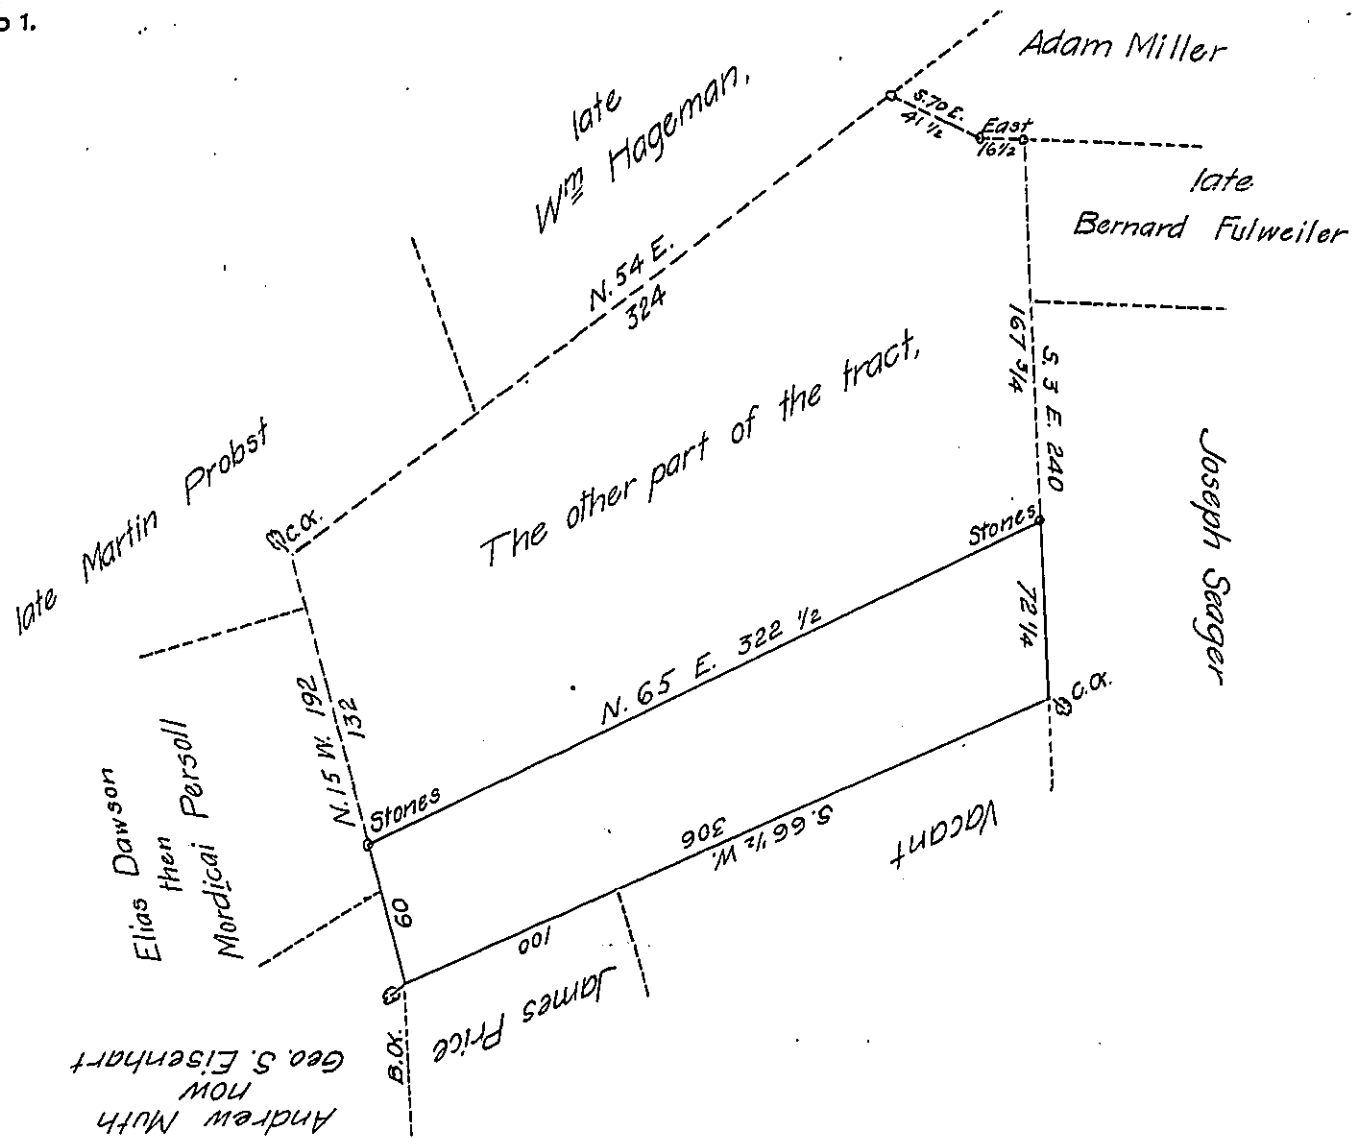 1.
Adam Miller
late
Wm Hageman,
S. 70 E.
41 1/2
East
16 1/2
late
Bernard Fulweiler
N. 54 E.
324
167 3/4
S. 3 E. 240
The other part of the tract,
late Martin Probst
C.O.
Stones
Joseph Seager
72 1/4
C.O.
N. 65 E. 322 1/2
N. 15 W. 192
132
Stones
Elias Dawson
then
Mordicai Persoll
60
S. 66 1/2 W.
306
Vacant
100
James Price
B.O.
Andrew Muth
now
Geo. S. Eisenhart